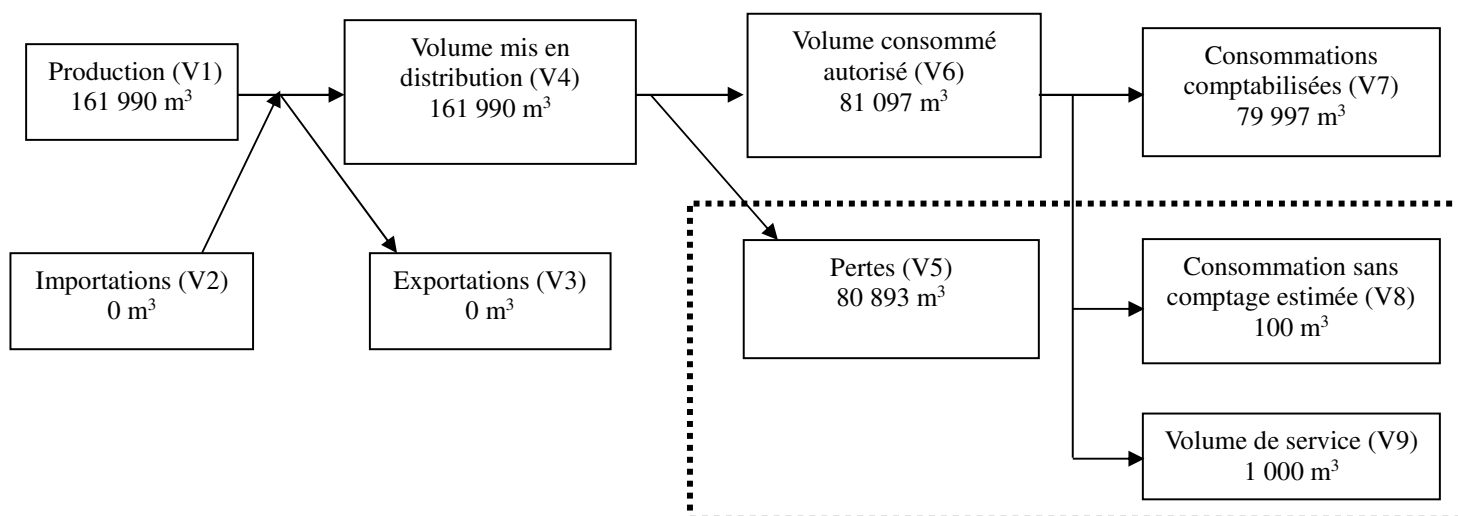 Production (V1)
161 990 m³
Volume mis en
distribution (V4)
161 990 m³
Volume consommé
autorisé (V6)
81 097 m³
Consommations
comptabilisées (V7)
79 997 m³
Importations (V2)
0 m³
Exportations (V3)
0 m³
Pertes (V5)
80 893 m³
Consommation sans
comptage estimée (V8)
100 m³
Volume de service (V9)
1 000 m³